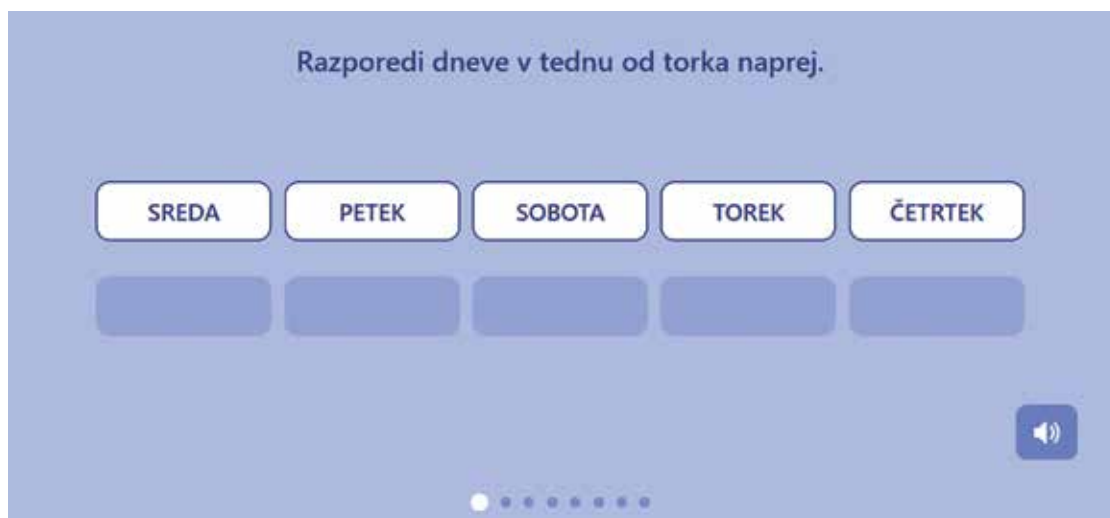 Razporedi dneve v tednu od torka naprej.
SREDA PETEK SOBOTA TOREK ČETRTEK